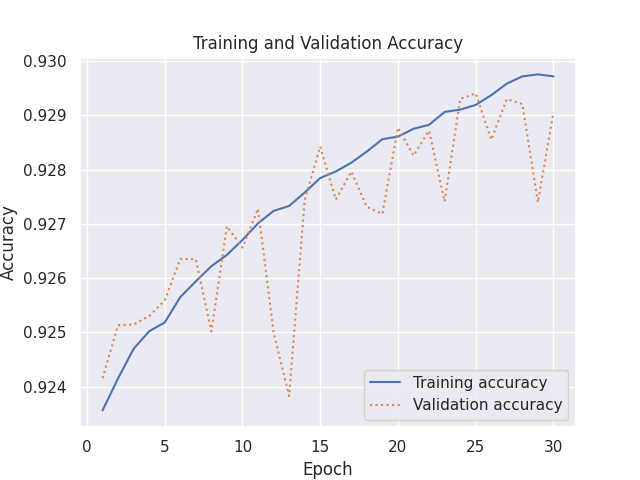 Training and Validation Accuracy
Accuracy
0.930
0.929
0.928
0.927
0.926
0.925
0.924
0
5
10
15
20
25
30
Epoch
Training accuracy
Validation accuracy